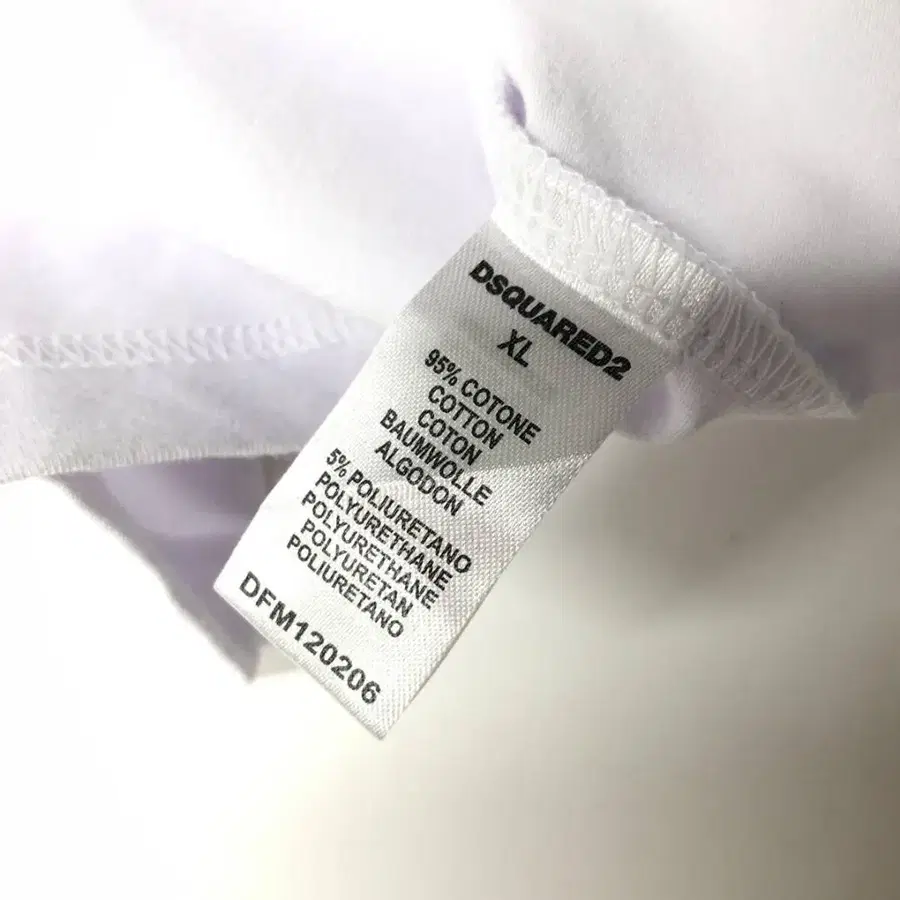 DSQUARED2
XL
95% COTONE
COTTON
COTON
BAUMWOLLE
ALGODON
5% POLIURETANO
POLYURETHANE
POLYURETHANE
POLYURETAN
POLIURETANO
DFM120206